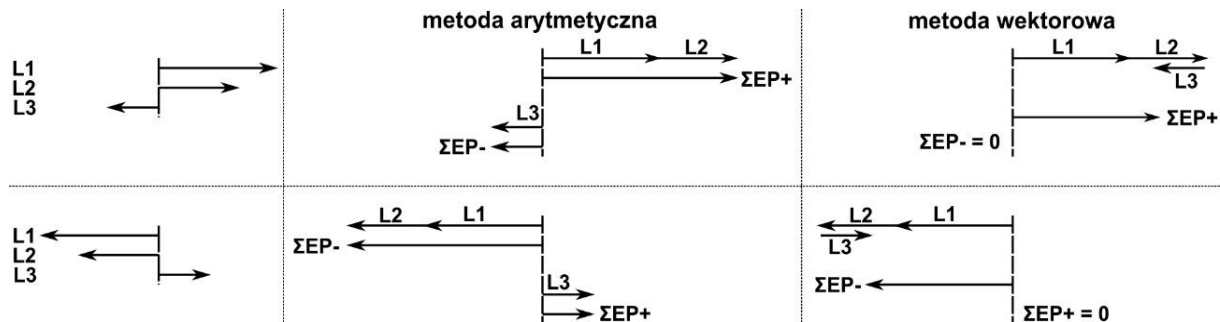 metoda arytmetyczna
metoda wektorowa
L1
L2
L3
L1 L2
ΣEP+
L3
ΣEP-
L1 L2
L3
ΣEP+
ΣEP- = 0
L1
L2
L3
L2 L1
ΣEP-
L3
ΣEP+
L2 L1
L3
ΣEP-
ΣEP+ = 0